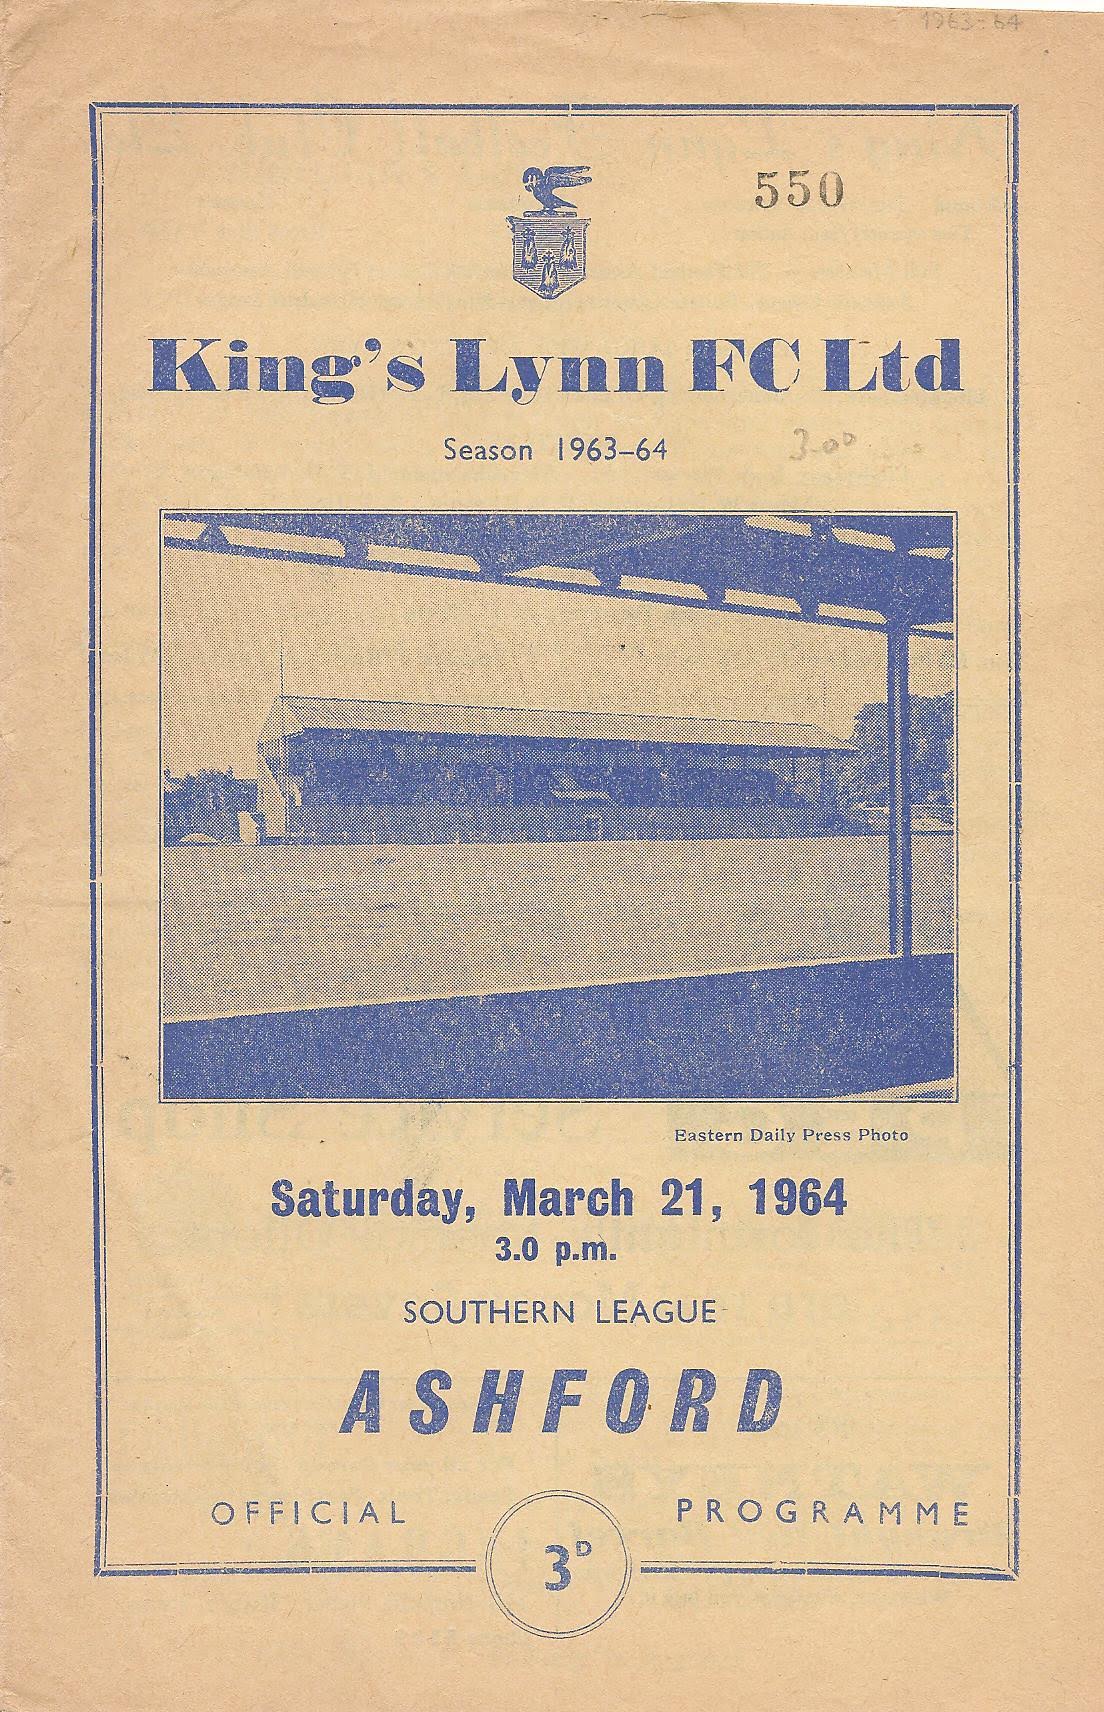 1963-64
550
King's Lynn FC Ltd
Season 1963–64
3-00
Eastern Daily Press Photo
Saturday, March 21, 1964
3.0 p.m.
SOUTHERN LEAGUE
ASHFORD
OFFICIAL PROGRAMME
3D